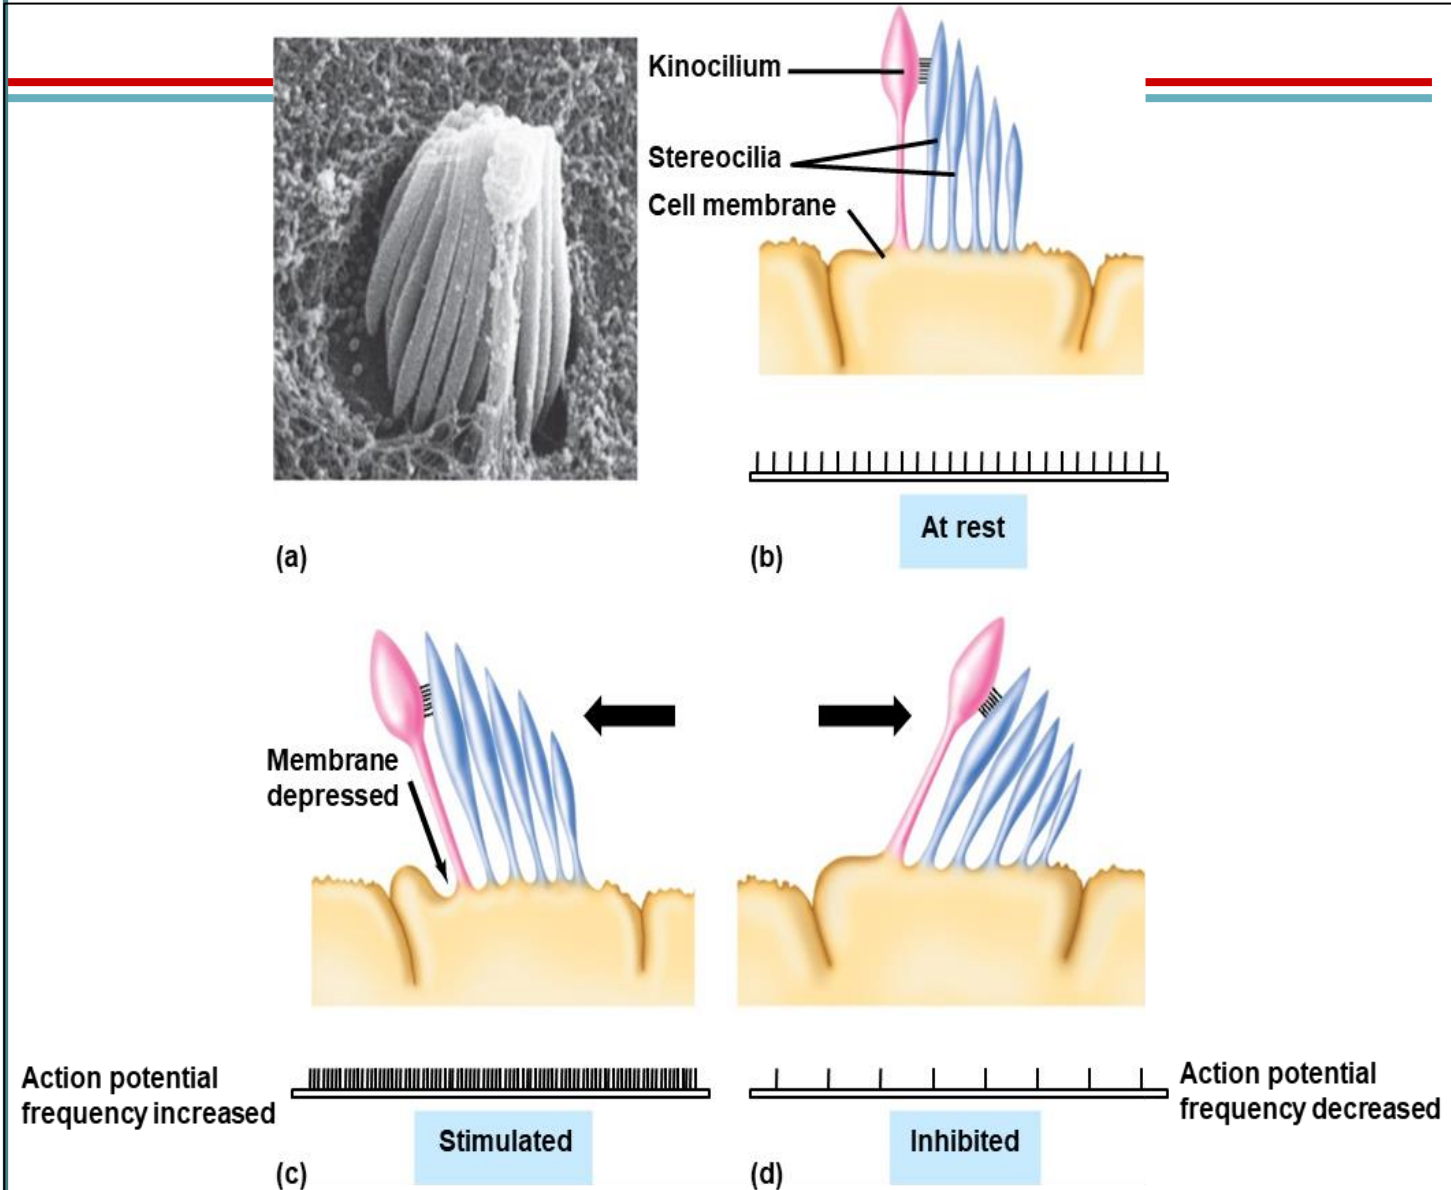 Kinocilium
Stereocilia
Cell membrane
At rest
(a)
(b)
Membrane
depressed
Action potential
frequency increased
Action potential
frequency decreased
Stimulated
Inhibited
(c)
(d)